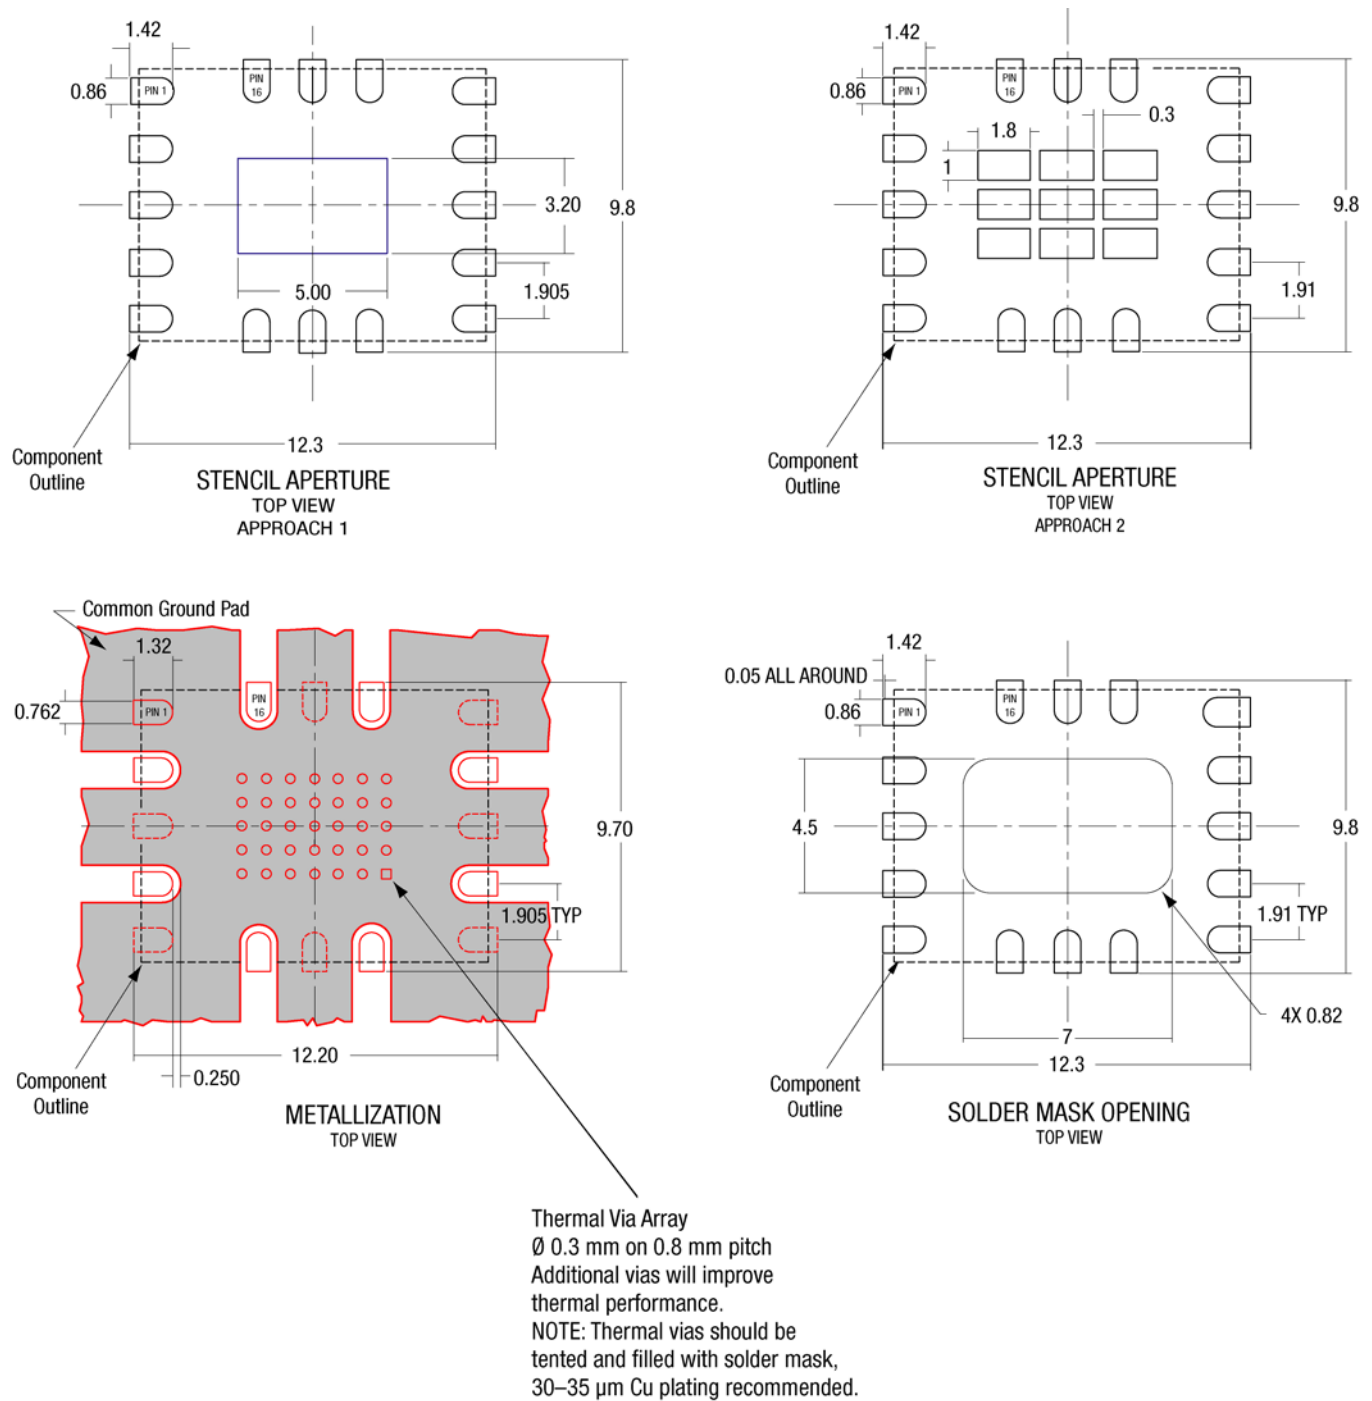 1.42
0.86
PIN 1
PIN
16
3.20
9.8
5.00
1.905
12.3
Component
Outline
STENCIL APERTURE
TOP VIEW
APPROACH 1
1.42
0.86
PIN 1
PIN
16
0.3
1.8
1
9.8
1.91
12.3
Component
Outline
STENCIL APERTURE
TOP VIEW
APPROACH 2
Common Ground Pad
1.32
0.762
PIN 1
PIN
16
9.70
1.905 TYP
12.20
0.250
Component
Outline
METALLIZATION
TOP VIEW
Thermal Via Array
Ø 0.3 mm on 0.8 mm pitch
Additional vias will improve
thermal performance.
NOTE: Thermal vias should be
tented and filled with solder mask,
30–35 µm Cu plating recommended.
1.42
0.05 ALL AROUND
0.86
PIN 1
PIN
16
4.5
9.8
1.91 TYP
4X 0.82
7
12.3
Component
Outline
SOLDER MASK OPENING
TOP VIEW